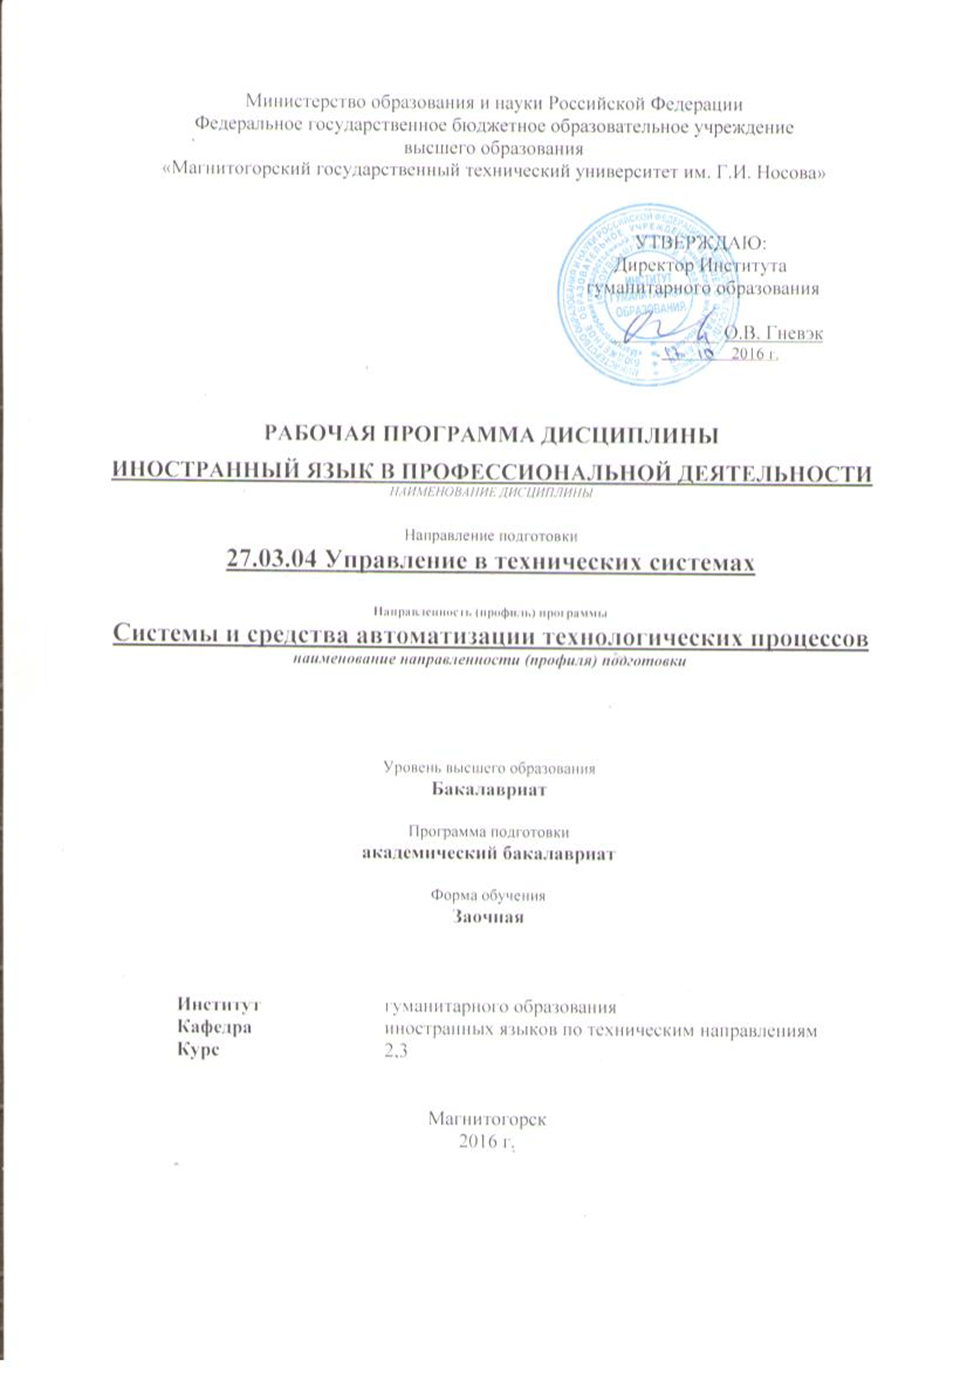 Министерство образования и науки Российской Федерации
Федеральное государственное бюджетное образовательное учреждение
высшего образования
«Магнитогорский государственный технический университет им. Г.И. Носова»
УТВЕРЖДАЮ:
Директор Института
гуманитарного образования
ИНСТИТУТ
ГУМАНИТАРНОГО
ОБРАЗОВАНИЯ
О.В. Гневэк
2016 г.
РАБОЧАЯ ПРОГРАММА ДИСЦИПЛИНЫ
ИНОСТРАННЫЙ ЯЗЫК В ПРОФЕССИОНАЛЬНОЙ ДЕЯТЕЛЬНОСТИ
НАИМЕНОВАНИЕ ДИСЦИПЛИНЫ
Направление подготовки
27.03.04 Управление в технических системах
Направленность (профиль) программы
Системы и средства автоматизации технологических процессов
наименование направленности (профиля) подготовки
Уровень высшего образования
Бакалавриат
Программа подготовки
академический бакалавриат
Форма обучения
Заочная
Институт гуманитарного образования
Кафедра иностранных языков по техническим направлениям
Курс 2,3
Магнитогорск
2016 г.